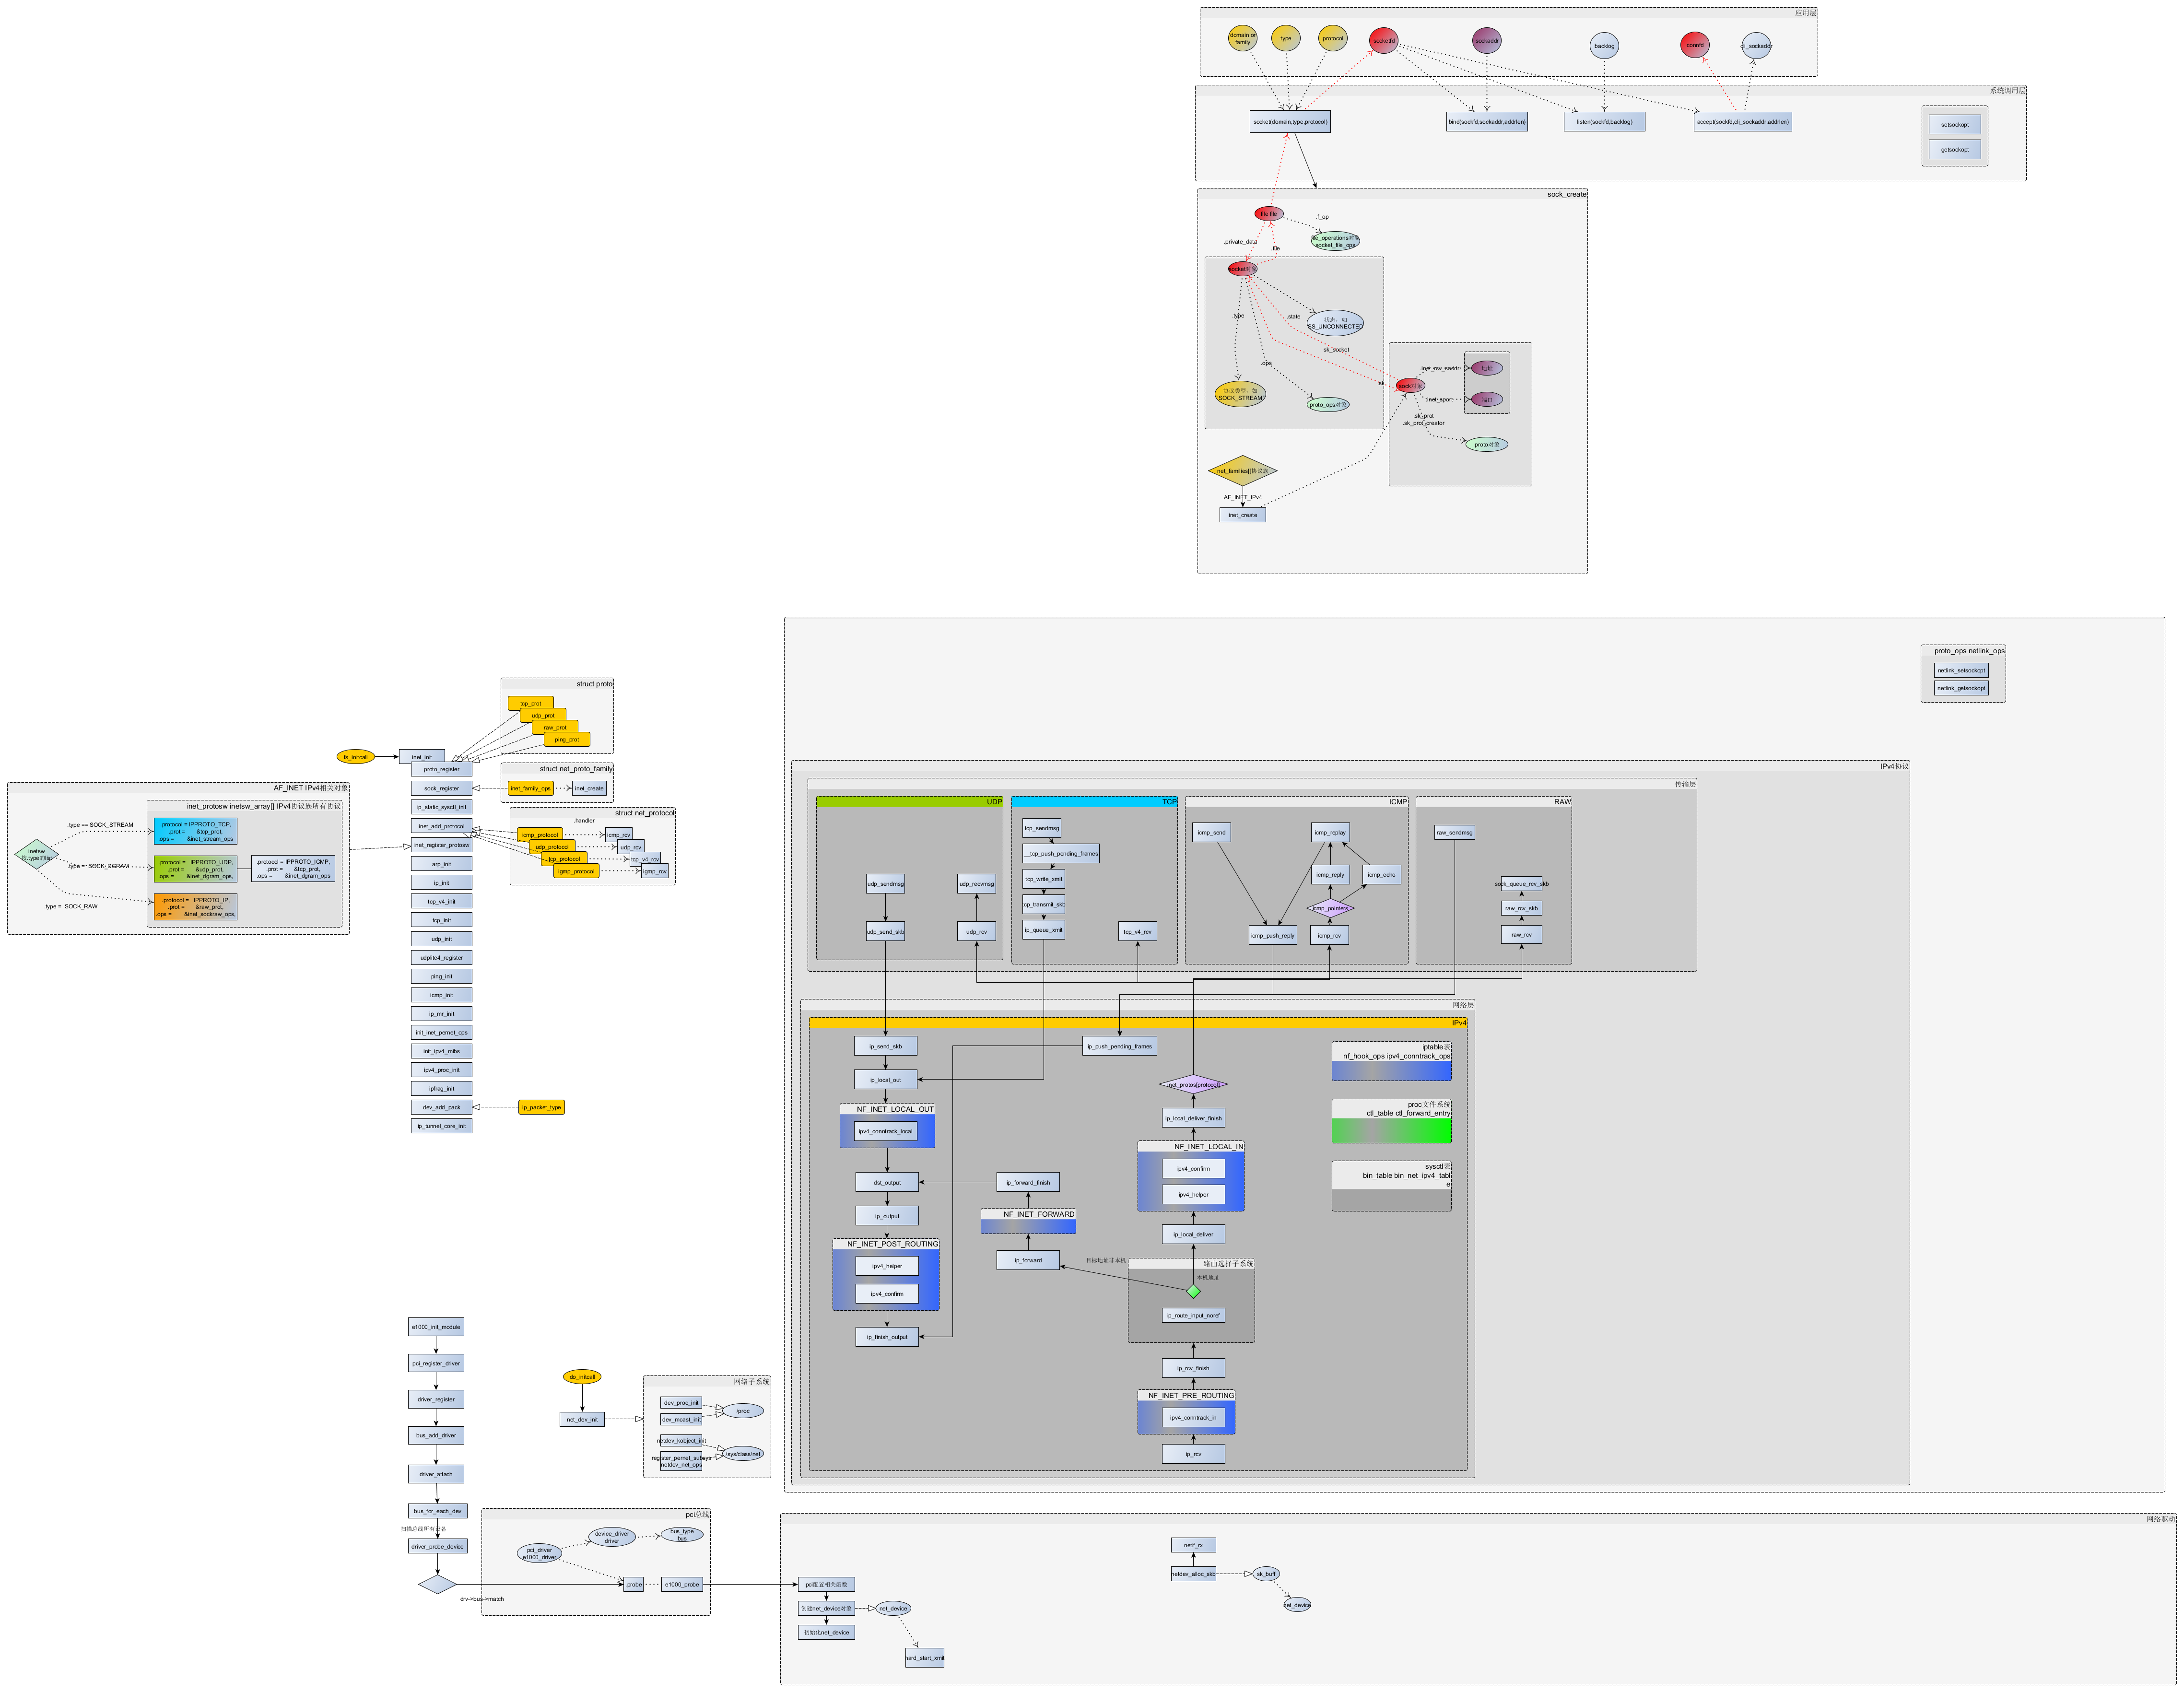 应用层
domain or
family
type
protocol
socketfd
sockaddr
backlog
connfd
cli_sockaddr
系统调用层
socket(domain,type,protocol)
bind(sockfd,sockaddr,addrlen)
listen(sockfd,backlog)
accept(sockfd,cli_sockaddr,addrlen)
setsockopt
getsockopt
sock_create
file file
.f_op
file_operations对象
socket_file_ops
.private_data
.file
socket对象
.type
.state
状态，如
SS_UNCONNECTED
.sk_socket
.ops
.sk
协议类型，如
SOCK_STREAM?
proto_ops对象
sock对象
.inet_rcv_saddr
地址
.inet_sport
端口
.sk_prot
.sk_prot_creator
proto对象
net_families[]协议族
AF_INET_IPv4
inet_create
proto_ops netlink_ops
netlink_setsockopt
netlink_getsockopt
struct proto
tcp_prot
udp_prot
raw_prot
ping_prot
fs_initcall
inet_init
proto_register
sock_register
ip_static_sysctl_init
inet_add_protocol
inet_register_protosw
arp_init
ip_init
tcp_v4_init
tcp_init
udp_init
udplite4_register
ping_init
icmp_init
ip_mr_init
init_inet_pernet_ops
init_ipv4_mibs
ipv4_proc_init
ipfrag_init
dev_add_pack
ip_packet_type
ip_tunnel_core_init
struct net_proto_family
inet_family_ops
inet_create
struct net_protocol
.handler
icmp_protocol
icmp_rcv
udp_protocol
udp_rcv
tcp_protocol
tcp_v4_rcv
igmp_protocol
igmp_rcv
AF_INET IPv4相关对象
inet_protosw inetsw_array[] IPv4协议族所有协议
.type == SOCK_STREAM
.protocol = IPPROTO_TCP,
.prot = &tcp_prot,
.ops = &inet_stream_ops
inetsw
按.type的list
.type == SOCK_DGRAM
.protocol = IPPROTO_UDP,
.prot = &udp_prot,
.ops = &inet_dgram_ops,
.protocol = IPPROTO_ICMP,
.prot = &tcp_prot,
.ops = &inet_dgram_ops
.type = SOCK_RAW
.protocol = IPPROTO_IP,
.prot = &raw_prot,
.ops = &inet_sockraw_ops,
IPv4协议
传输层
UDP
udp_sendmsg
udp_recvmsg
udp_send_skb
udp_rcv
TCP
tcp_sendmsg
__tcp_push_pending_frames
tcp_write_xmit
tcp_transmit_skb
ip_queue_xmit
tcp_v4_rcv
ICMP
icmp_send
icmp_replay
icmp_reply
icmp_echo
icmp_pointers
icmp_push_reply
icmp_rcv
RAW
raw_sendmsg
sock_queue_rcv_skb
raw_rcv_skb
raw_rcv
网络层
IPv4
ip_send_skb
ip_push_pending_frames
ip_local_out
inet_protos[protocol]
NF_INET_LOCAL_OUT
ipv4_conntrack_local
ip_local_deliver_finish
NF_INET_LOCAL_IN
ipv4_confirm
ipv4_helper
dst_output
ip_forward_finish
ip_output
NF_INET_FORWARD
ip_local_deliver
NF_INET_POST_ROUTING
ipv4_helper
ipv4_confirm
ip_forward
目标地址非本机
路由选择子系统
本机地址
ip_route_input_noref
ip_finish_output
ip_rcv_finish
NF_INET_PRE_ROUTING
ipv4_conntrack_in
ip_rcv
iptable表
nf_hook_ops ipv4_conntrack_ops
proc文件系统
ctl_table ctl_forward_entry
sysctl表
bin_table bin_net_ipv4_tabl
e
e1000_init_module
pci_register_driver
driver_register
bus_add_driver
driver_attach
bus_for_each_dev
扫描总线所有设备
driver_probe_device
drv->bus->match
do_initcall
net_dev_init
网络子系统
dev_proc_init
dev_mcast_init
/proc
netdev_kobject_init
register_pernet_subsys
netdev_net_ops
/sys/class/net
pci总线
pci_driver
e1000_driver
device_driver
driver
bus_type
bus
.probe
e1000_probe
网络驱动
pci配置相关函数
创建net_device对象
net_device
初始化net_device
hard_start_xmit
netif_rx
netdev_alloc_skb
sk_buff
net_device